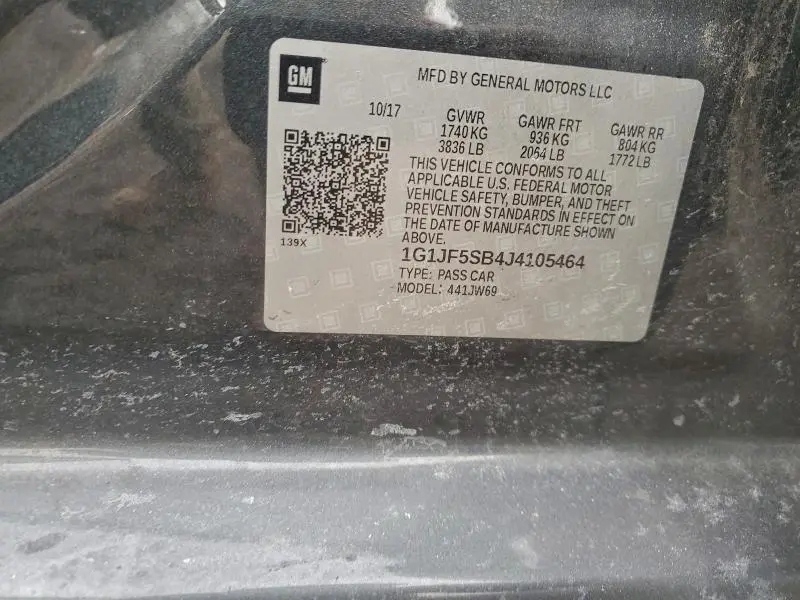 GM
MFD BY GENERAL MOTORS LLC
10/17
GVWR
1740 KG
3836 LB
GAWR FRT
936 KG
2064 LB
GAWR RR
804 KG
1772 LB
THIS VEHICLE CONFORMS TO ALL
APPLICABLE U.S. FEDERAL MOTOR
VEHICLE SAFETY, BUMPER, AND THEFT
PREVENTION STANDARDS IN EFFECT ON
THE DATE OF MANUFACTURE SHOWN
ABOVE.
139X
1G1JF5SB4J4105464
TYPE: PASS CAR
MODEL: 441JW69